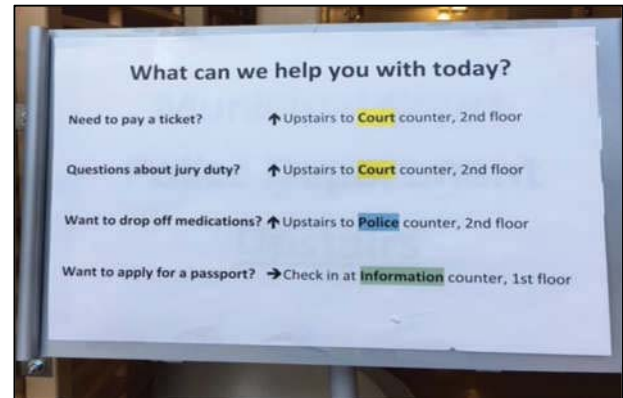 What can we help you with today?
Need to pay a ticket? ↑ Upstairs to Court counter, 2nd floor
Questions about jury duty? ↑ Upstairs to Court counter, 2nd floor
Want to drop off medications? ↑ Upstairs to Police counter, 2nd floor
Want to apply for a passport? → Check in at Information counter, 1st floor